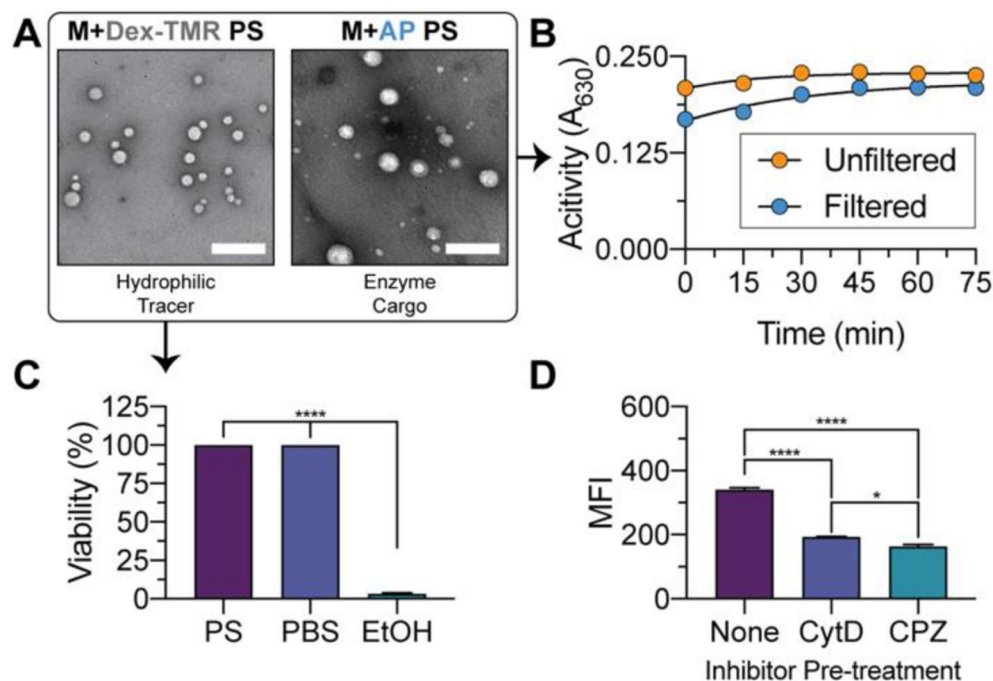 A
M+Dex-TMR PS
M+AP PS
Hydrophilic
Tracer
Enzyme
Cargo
B
Acitivity (A630)
0.250
0.125
0.000
Unfiltered
Filtered
0 15 30 45 60 75
Time (min)
C
Viability (%)
125
100
75
50
25
0
****
PS PBS EtOH
D
MFI
600
400
200
0
****
****
*
None CytD CPZ
Inhibitor Pre-treatment